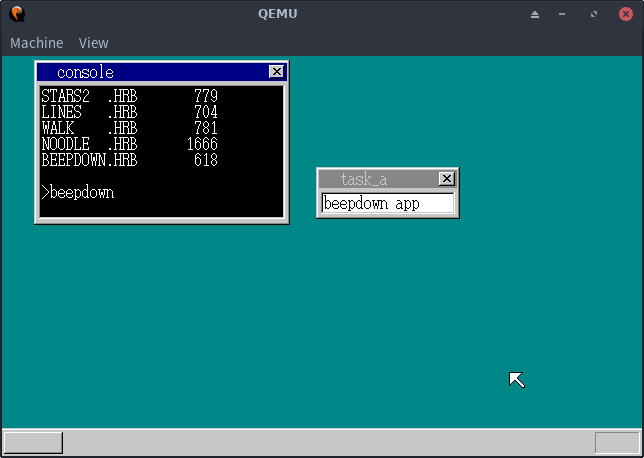 QEMU
Machine View
console
STARS2 .HRB 779
LINES .HRB 704
WALK .HRB 781
NOODLE .HRB 1666
BEEPDOWN.HRB 618
>beepdown
task_a
beepdown app